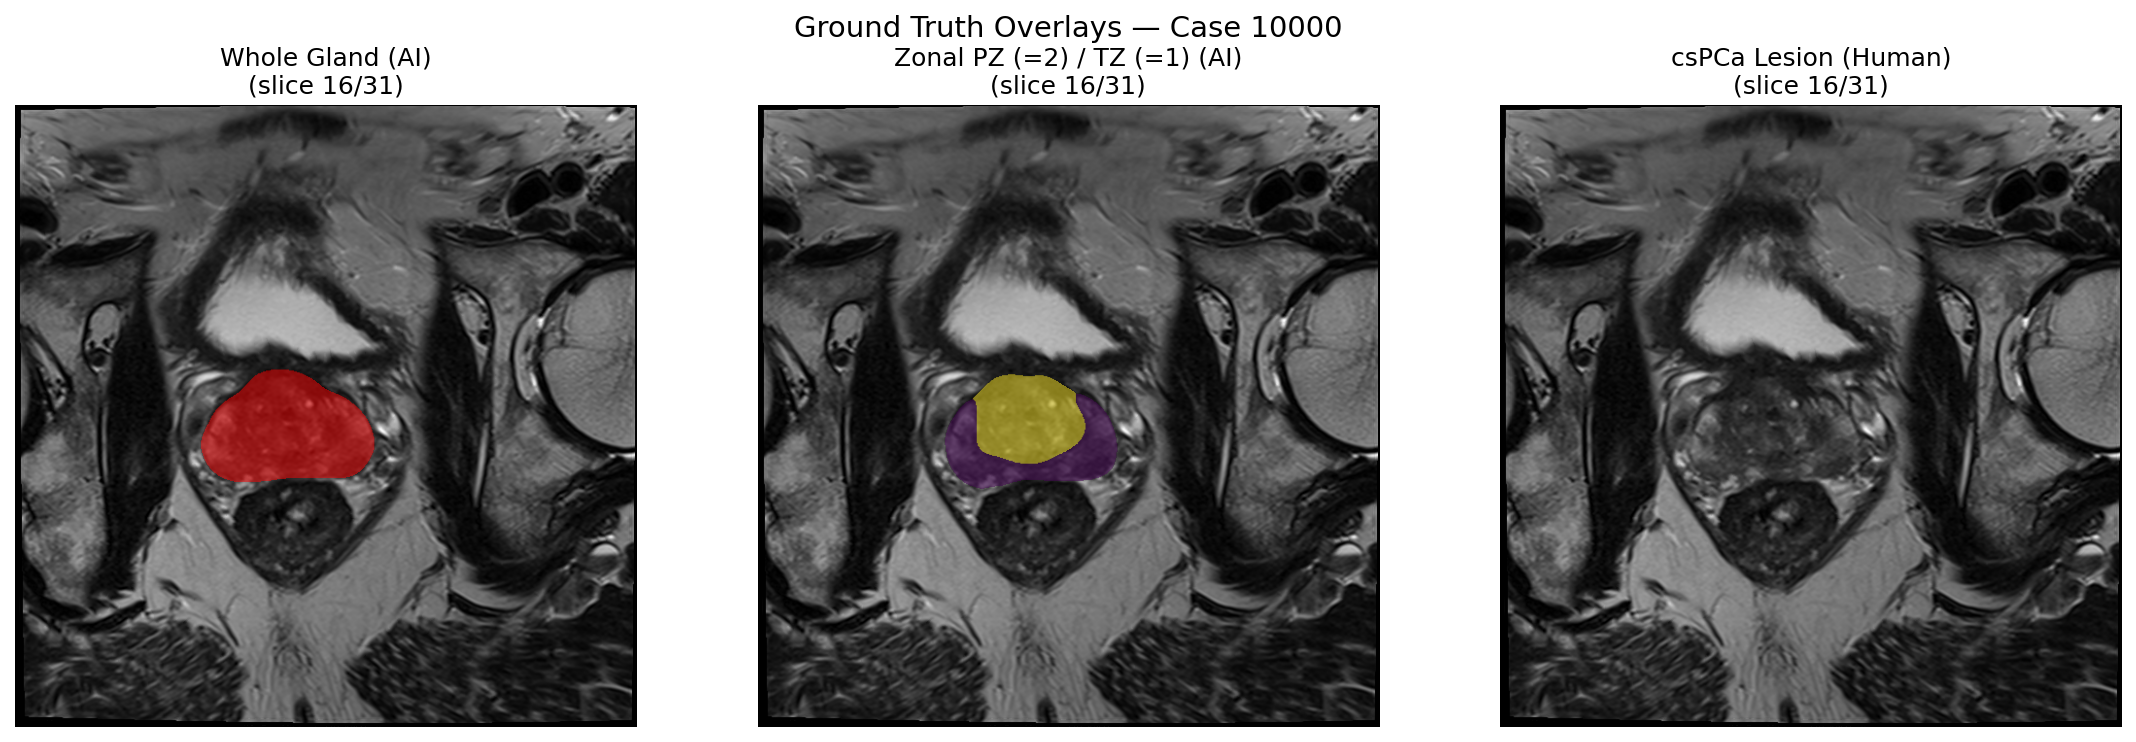 Ground Truth Overlays — Case 10000
Whole Gland (AI)
(slice 16/31)
Zonal PZ (=2) / TZ (=1) (AI)
(slice 16/31)
csPCa Lesion (Human)
(slice 16/31)